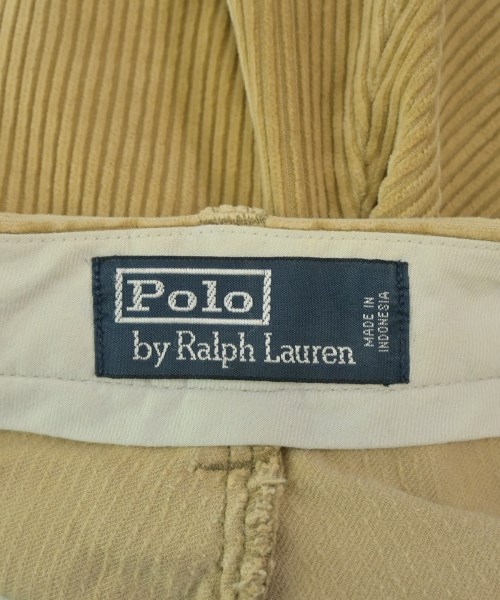 Polo
by Ralph Lauren
MADE IN
INDONESIA